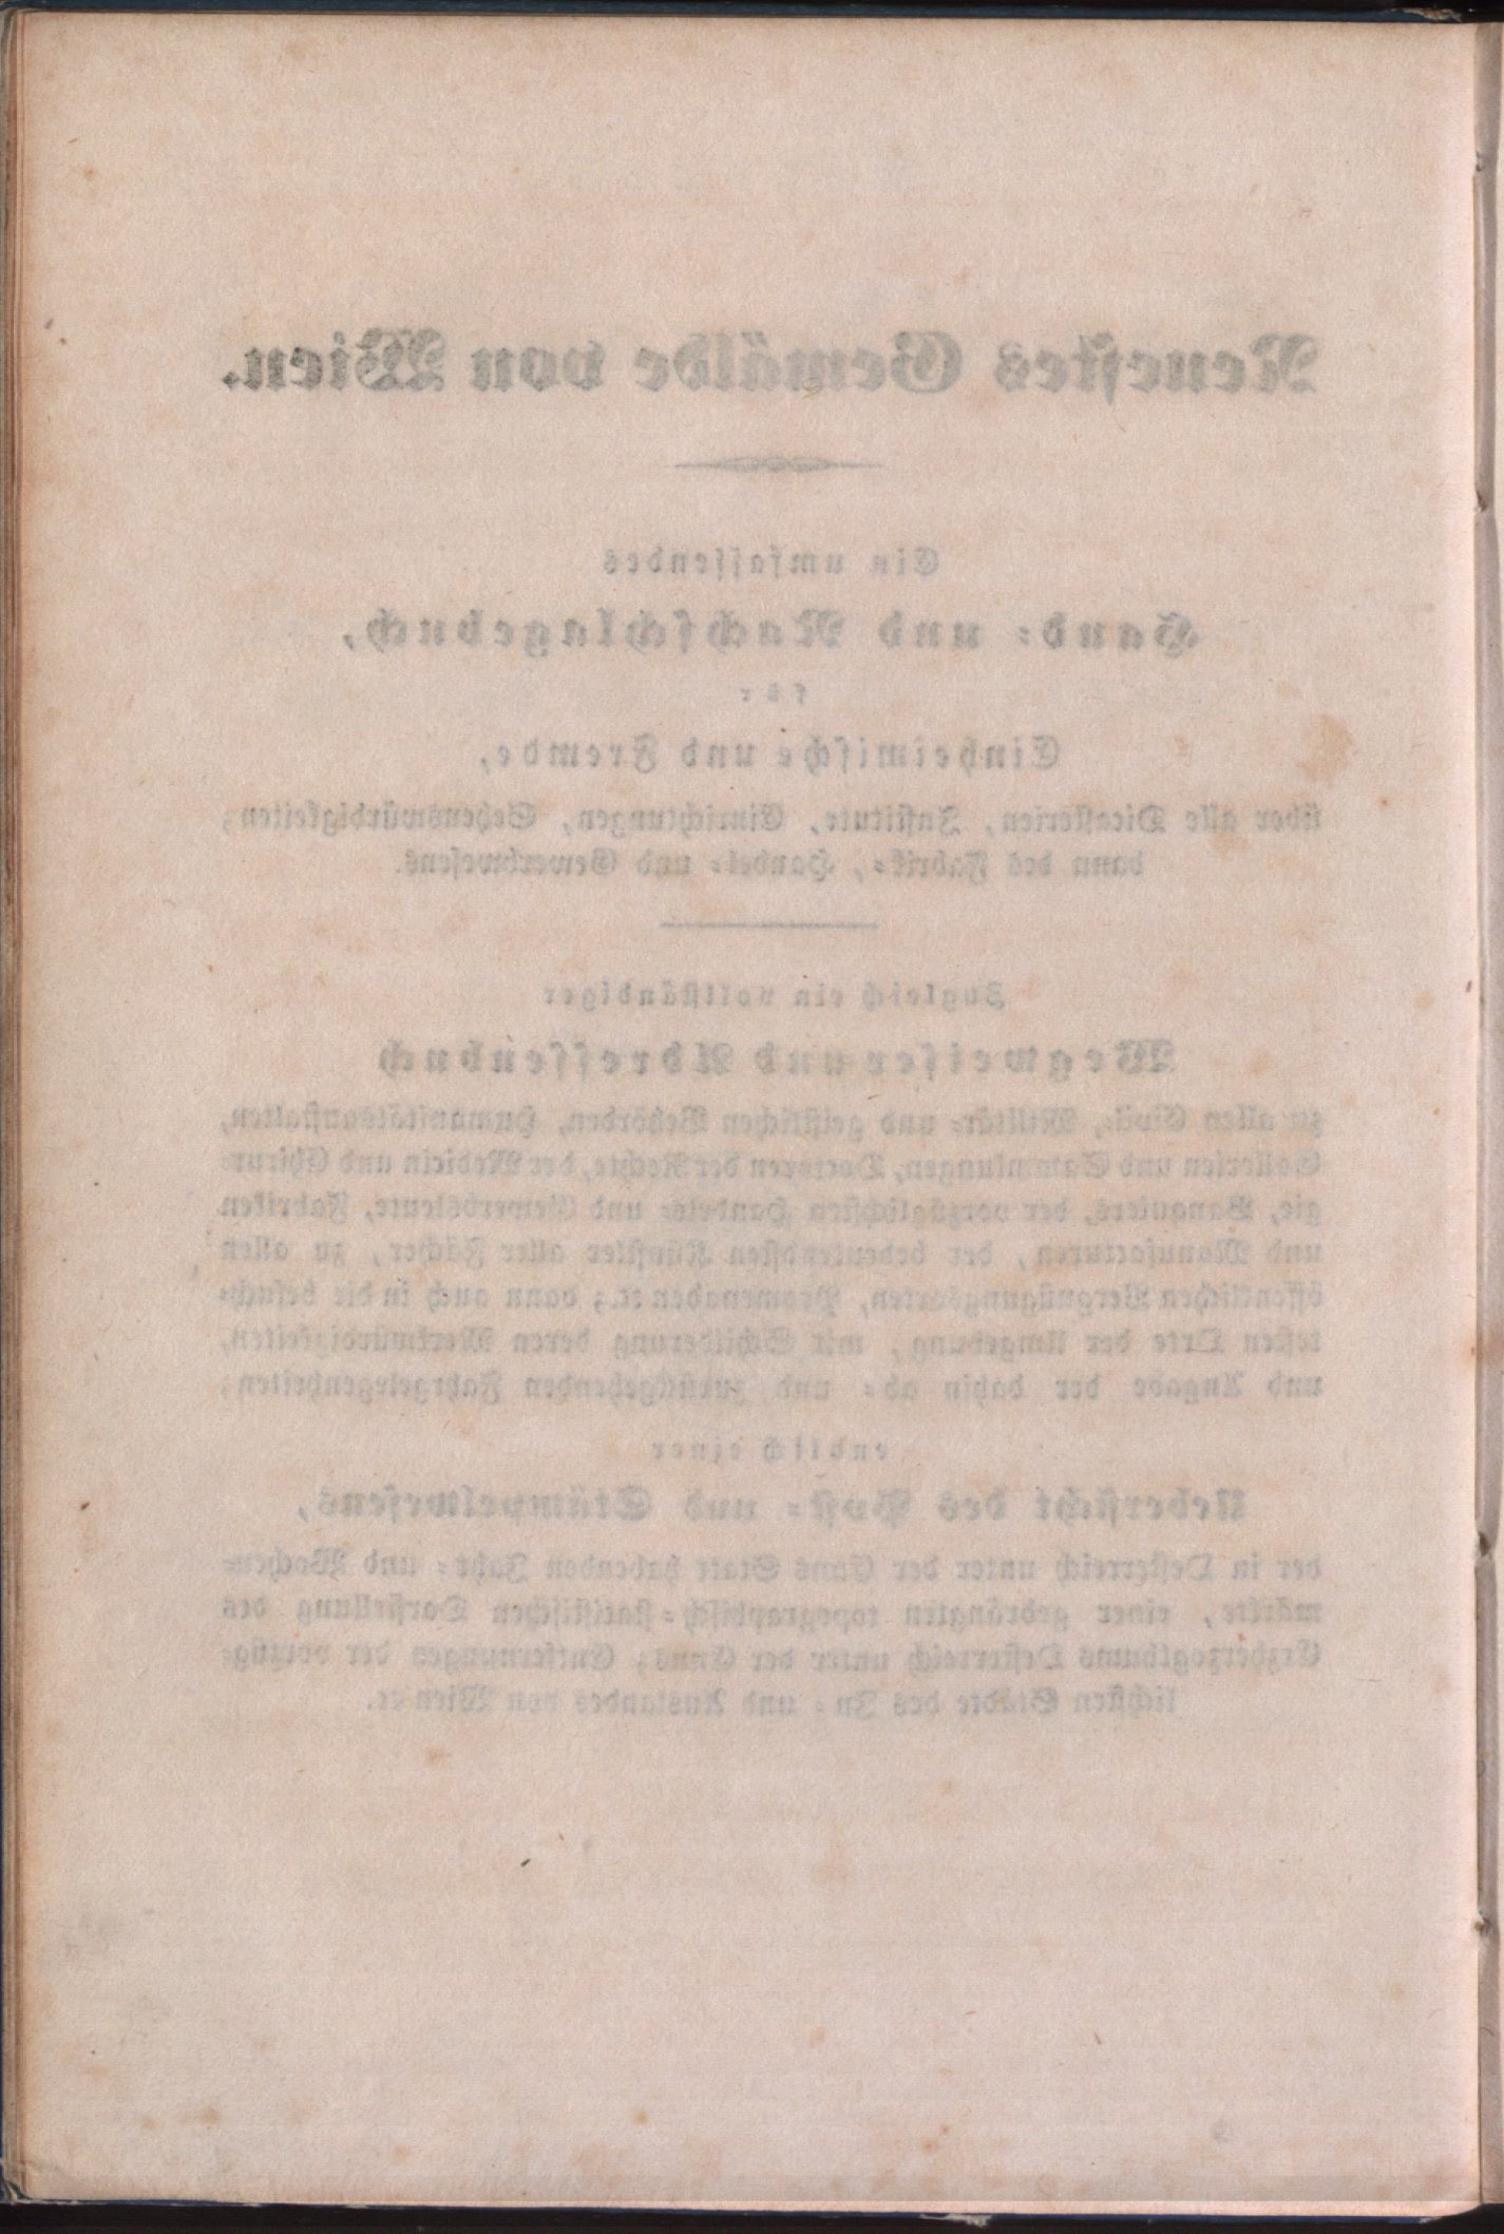 Neuestes Gemälde von Wien.
Ein umfassendes
Hand= und Nachschlagebuch,
für
Einheimische und Fremde,
über alle Dicasterien, Institute, Einrichtungen, Sehenswürdigkeiten;
dann des Fabrik=, Handel= und Gewerbwesens.
Zugleich ein vollständiger
Wegweiser und Adressenbuch
zu allen Civil=, Militär= und geistlichen Behörden, Humanitätsanstalten,
Gallerien und Sammlungen, Doctoren der Rechte, der Medicin und Chirur=
gie, Banquiers, der vorzüglichsten Handels= und Gewerbsleute, Fabriken
und Manufacturen, der bedeutendsten Künstler aller Fächer, zu allen
öffentlichen Vergnügungsorten, Promenaden ec.; dann auch in die besuch=
testen Orte der Umgebung, mit Schilderung deren Merkwürdigkeiten,
und Angabe der dahin ab= und zurückgehenden Fahrgelegenheiten;
endlich einer
Uebersicht des Post= und Stämpelwesens,
der in Oesterreich unter der Enns Statt habenden Jahr= und Wochen=
märkte, einer gedrängten topographisch=statistischen Darstellung des
Erzherzogthums Oesterreich unter der Enns; Entfernungen der vorzüg=
lichsten Städte des In= und Auslandes von Wien ec.